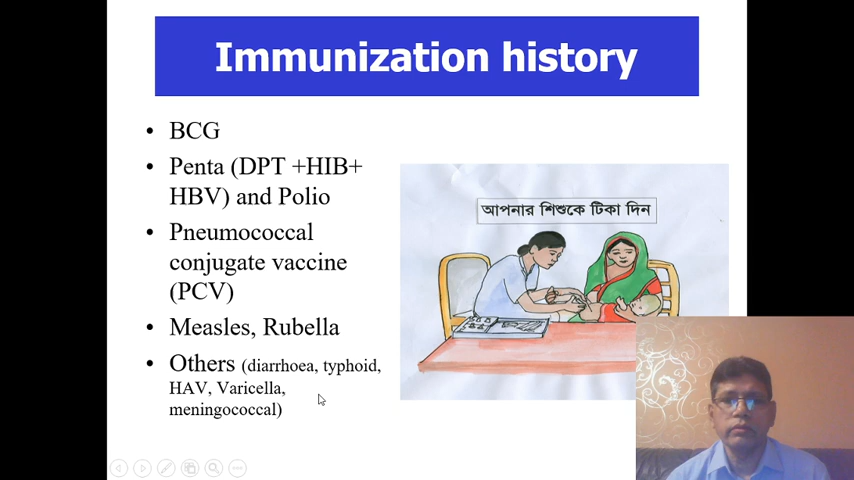 Immunization history
• BCG
• Penta (DPT +HIB+
HBV) and Polio
• Pneumococcal
conjugate vaccine
(PCV)
• Measles, Rubella
• Others (diarrhoea, typhoid,
HAV, Varicella,
meningococcal)
আপনার শিশুকে টিকা দিন